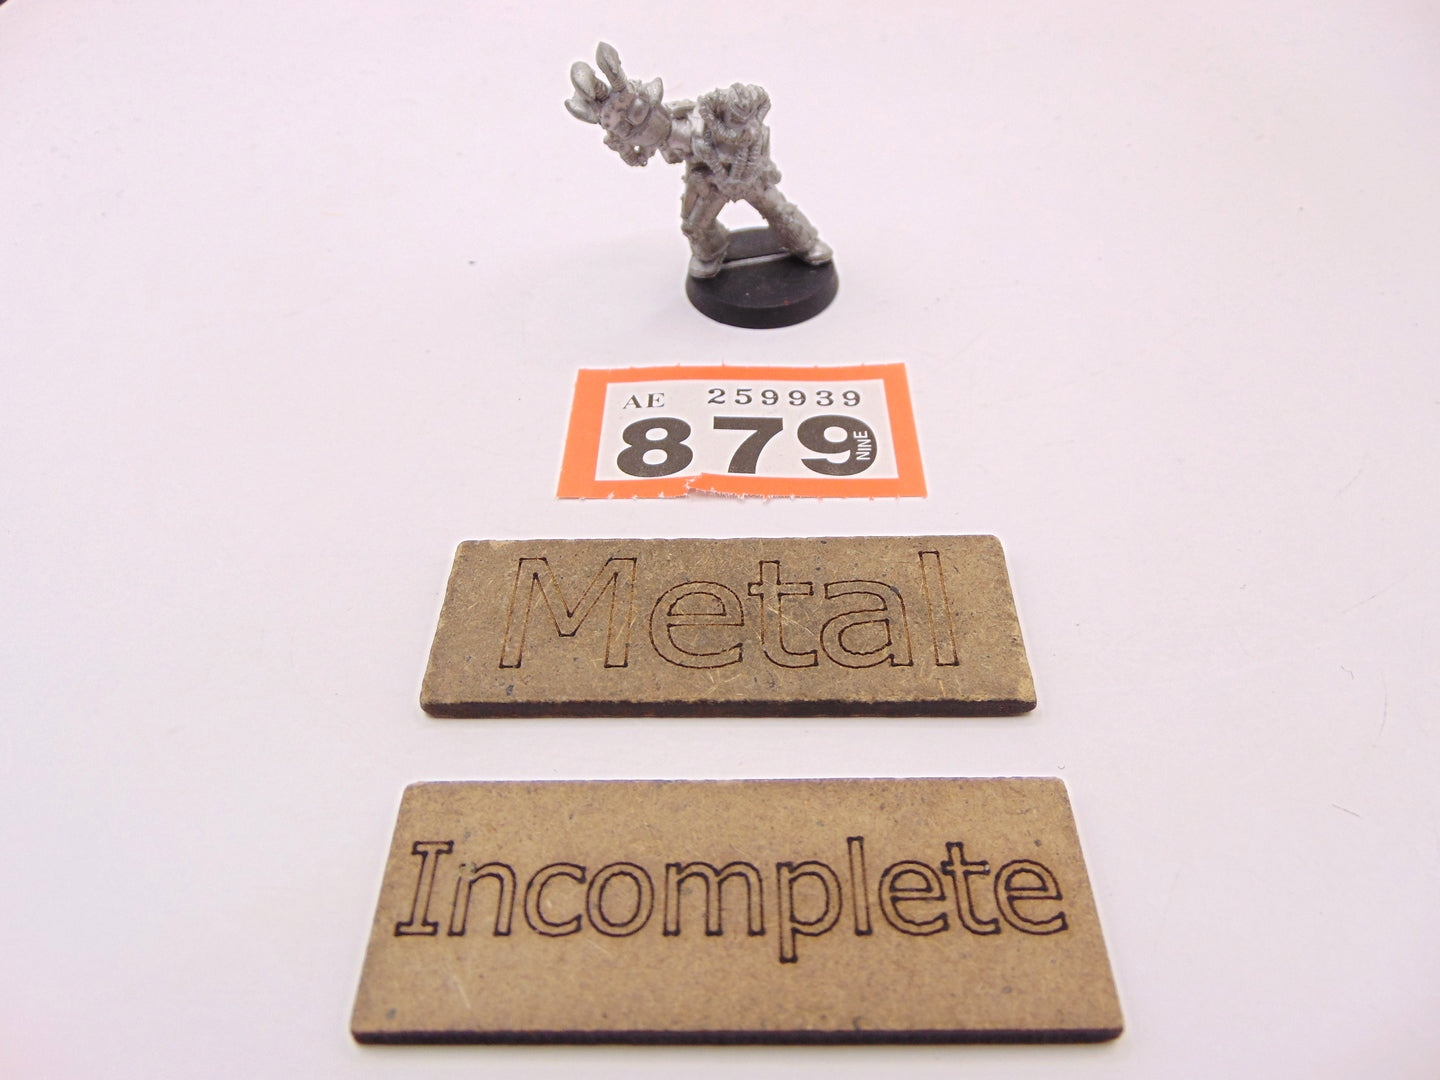 AE 259939
879 NINE
Metal
Incomplete